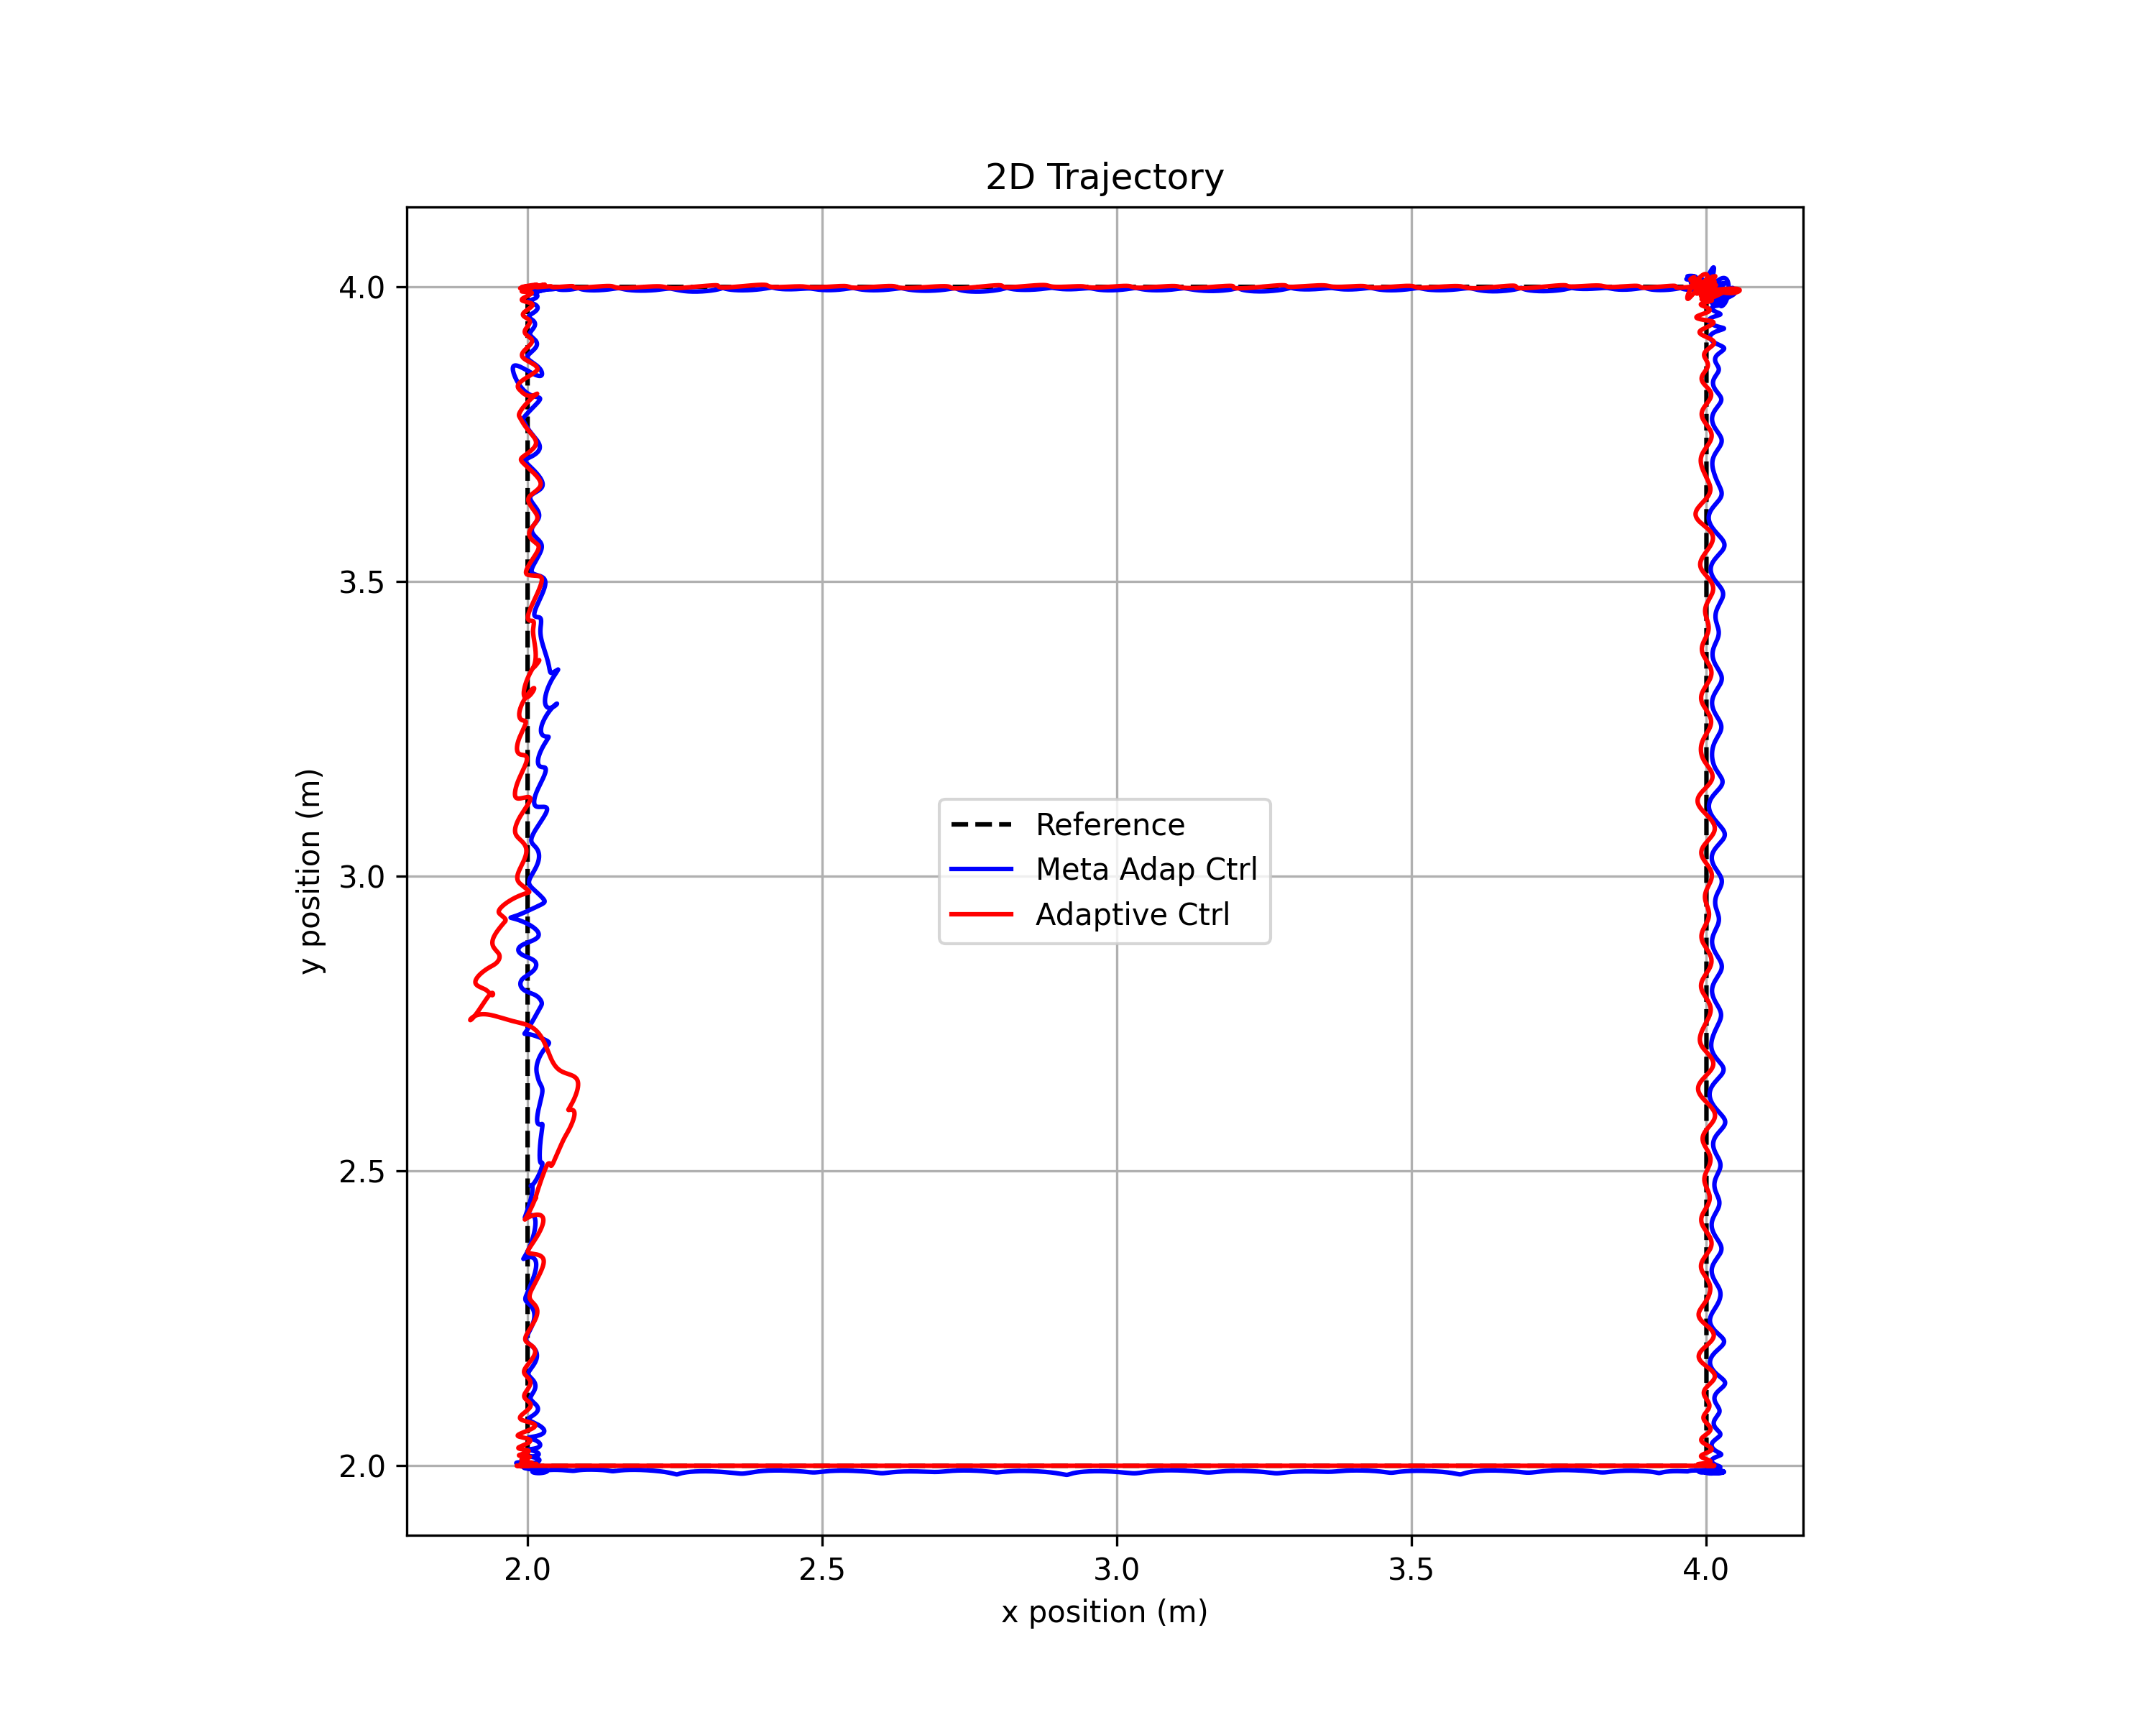 2D Trajectory
4.0
3.5
3.0
2.5
2.0
y position (m)
Reference
Meta Adap Ctrl
Adaptive Ctrl
2.0 2.5 3.0 3.5 4.0
x position (m)